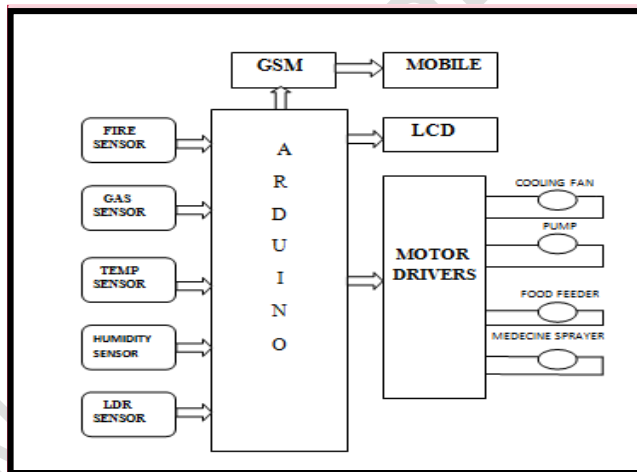 GSM
MOBILE
LCD
FIRE
SENSOR
GAS
SENSOR
TEMP
SENSOR
HUMIDITY
SENSOR
LDR
SENSOR
A
R
D
U
I
N
O
MOTOR
DRIVERS
COOLING FAN
PUMP
FOOD FEEDER
MEDECINE SPRAYER